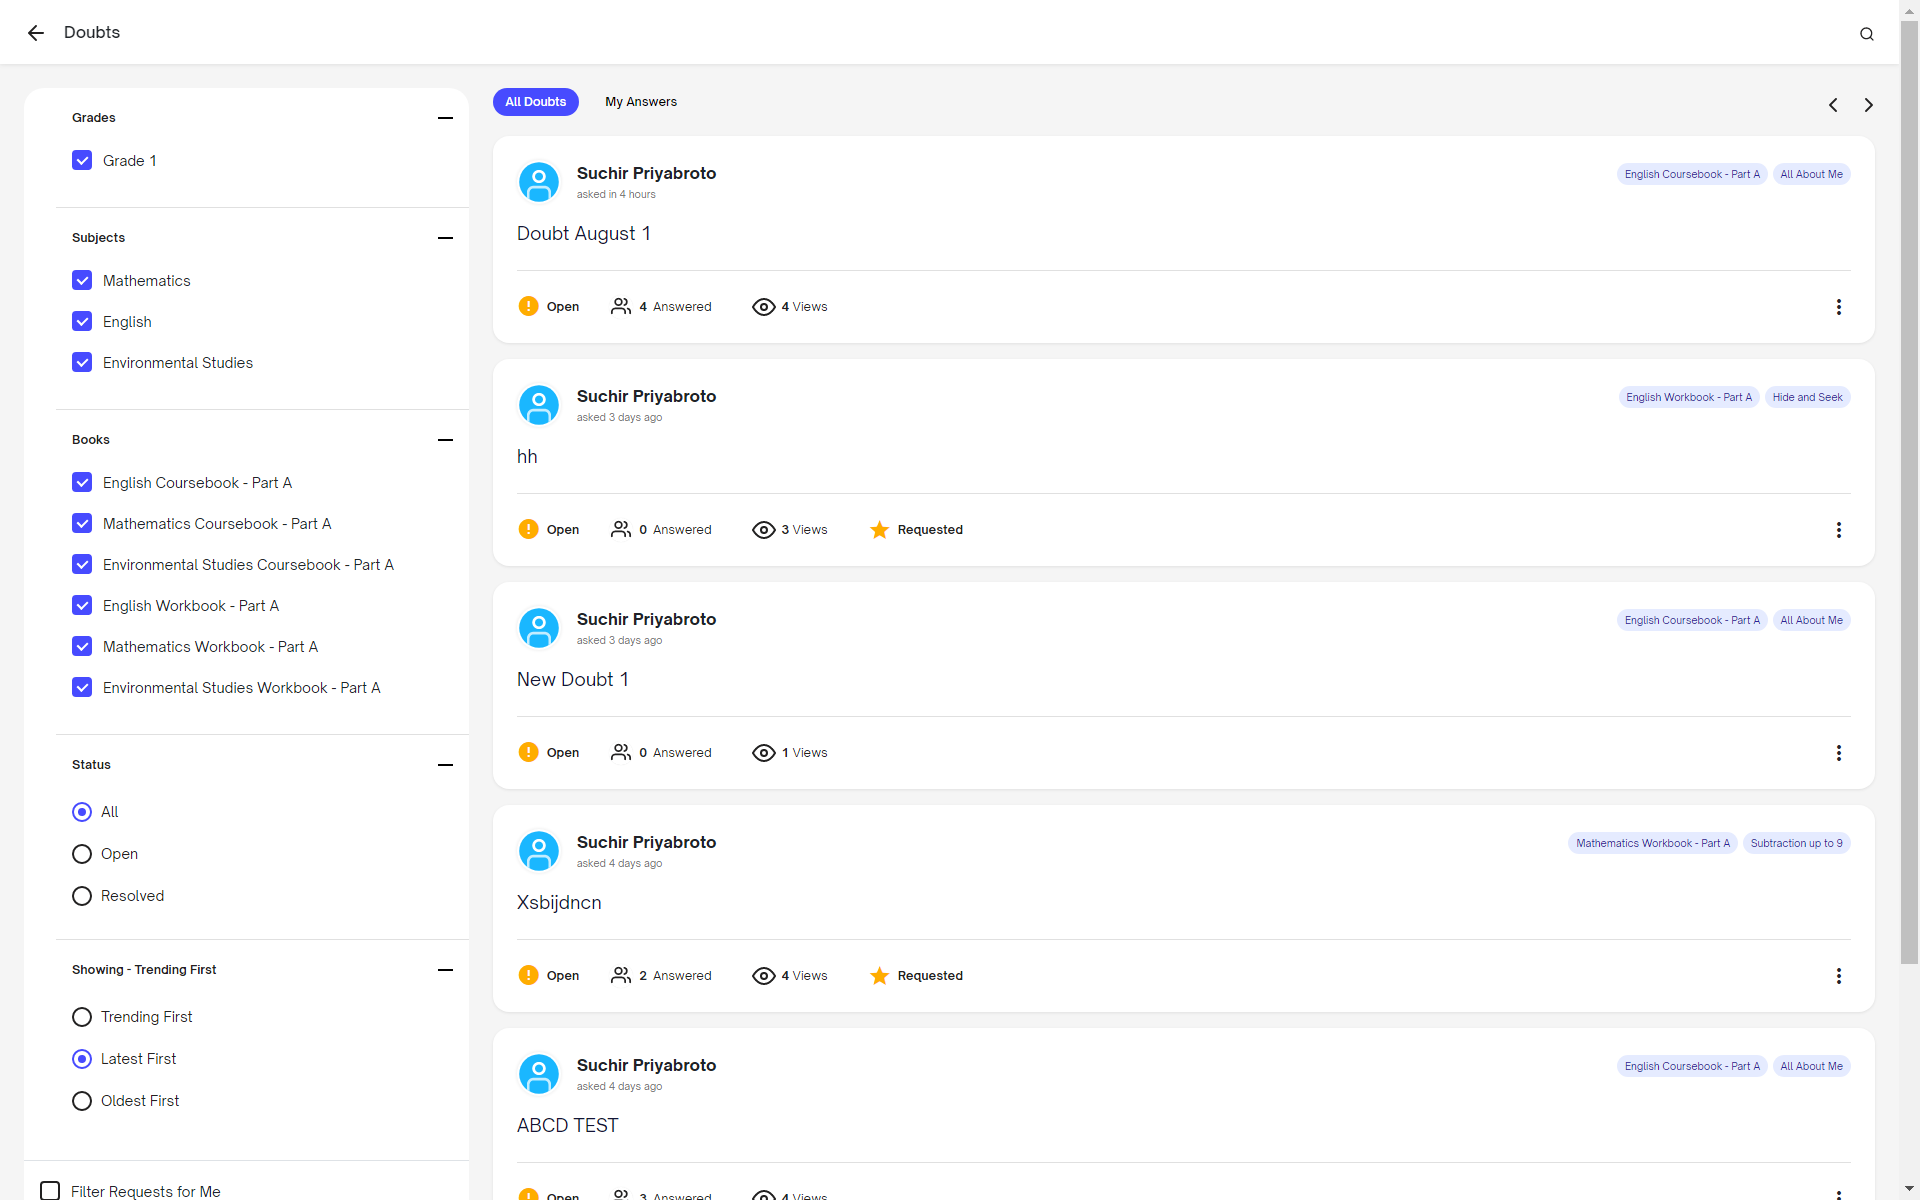 Doubts
Grades
Grade 1
Subjects
Mathematics
English
Environmental Studies
Books
English Coursebook - Part A
Mathematics Coursebook - Part A
Environmental Studies Coursebook - Part A
English Workbook - Part A
Mathematics Workbook - Part A
Environmental Studies Workbook - Part A
Status
All
Open
Resolved
Showing - Trending First
Trending First
Latest First
Oldest First
Filter Requests for Me
All Doubts My Answers
Suchir Priyabroto English Coursebook - Part A All About Me
asked in 4 hours
Doubt August 1
Open 4 Answered 4 Views
Suchir Priyabroto English Workbook - Part A Hide and Seek
asked 3 days ago
hh
Open 0 Answered 3 Views Requested
Suchir Priyabroto English Coursebook - Part A All About Me
asked 3 days ago
New Doubt 1
Open 0 Answered 1 Views
Suchir Priyabroto Mathematics Workbook - Part A Subtraction up to 9
asked 4 days ago
Xsbijdncn
Open 2 Answered 4 Views Requested
Suchir Priyabroto English Coursebook - Part A All About Me
asked 4 days ago
ABCD TEST
Open 3 Answered 4 Views